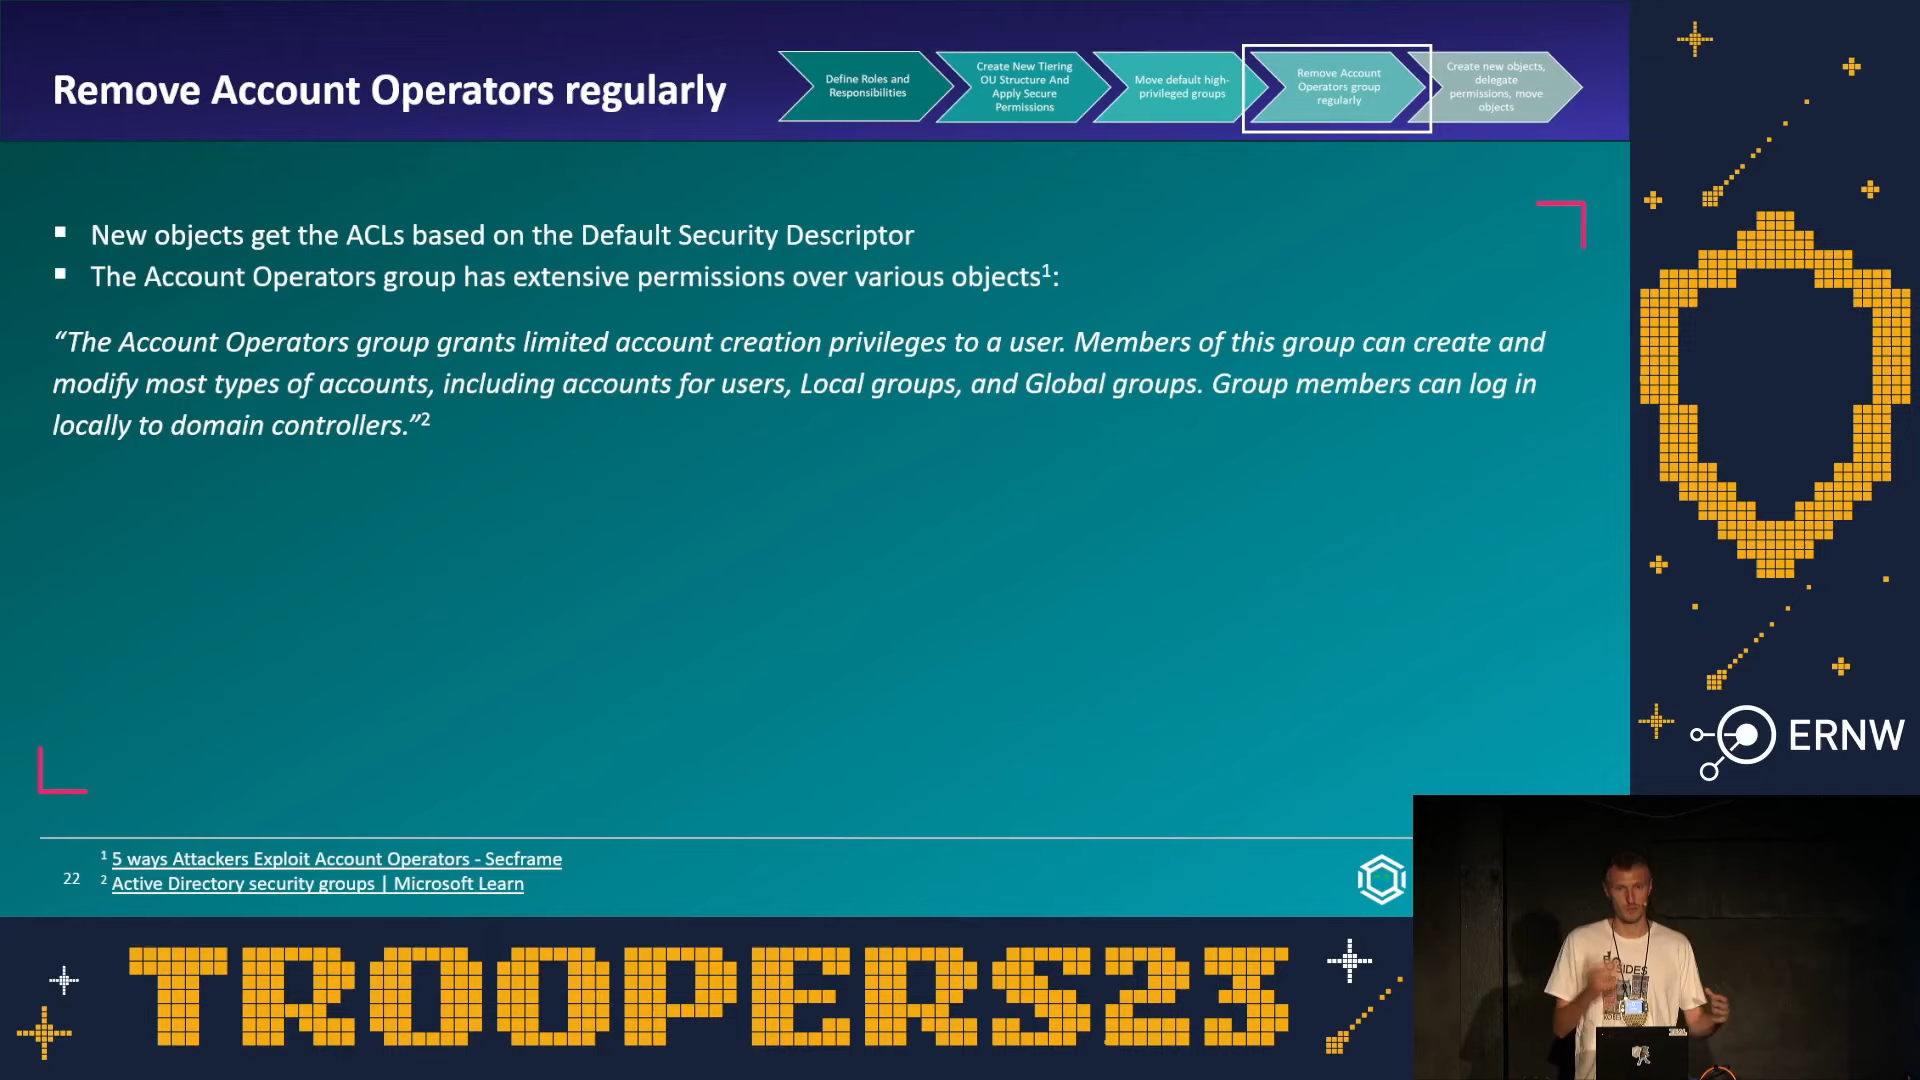 Remove Account Operators regularly
Define Roles and
Responsibilities
Create New Tiering
OU Structure And
Apply Secure
Permissions
Move default high-
privileged groups
Remove Account
Operators group
regularly
Create new objects,
delegate
permissions, move
objects
▪ New objects get the ACLs based on the Default Security Descriptor
▪ The Account Operators group has extensive permissions over various objects¹:
“The Account Operators group grants limited account creation privileges to a user. Members of this group can create and
modify most types of accounts, including accounts for users, Local groups, and Global groups. Group members can log in
locally to domain controllers.”²
¹ 5 ways Attackers Exploit Account Operators - Secframe
22
² Active Directory security groups | Microsoft Learn
ERNW
TROOPERS23
SIDES